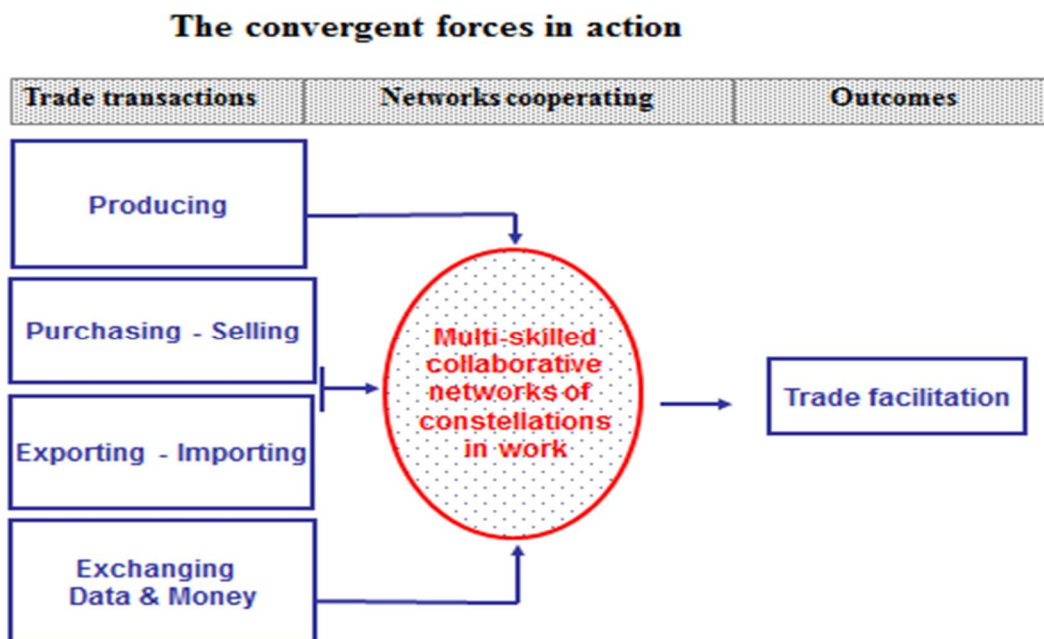 The convergent forces in action
Trade transactions
Networks cooperating
Outcomes
Producing
Purchasing - Selling
Exporting - Importing
Exchanging
Data & Money
Multi-skilled
collaborative
networks of
constellations
in work
Trade facilitation